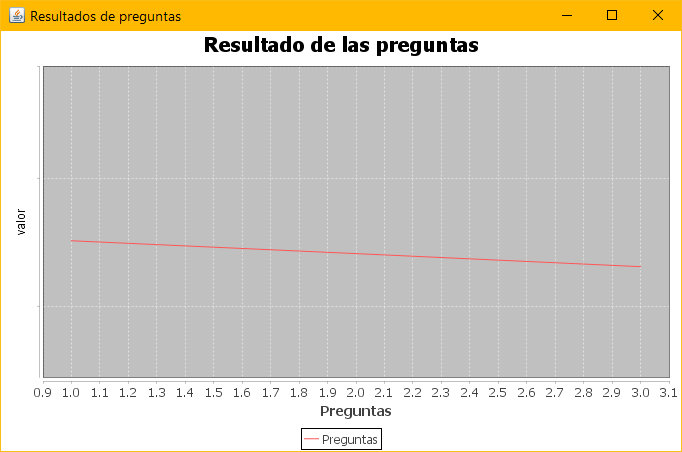 Resultados de preguntas
Resultado de las preguntas
valor
0.9 1.0 1.1 1.2 1.3 1.4 1.5 1.6 1.7 1.8 1.9 2.0 2.1 2.2 2.3 2.4 2.5 2.6 2.7 2.8 2.9 3.0 3.1
Preguntas
Preguntas